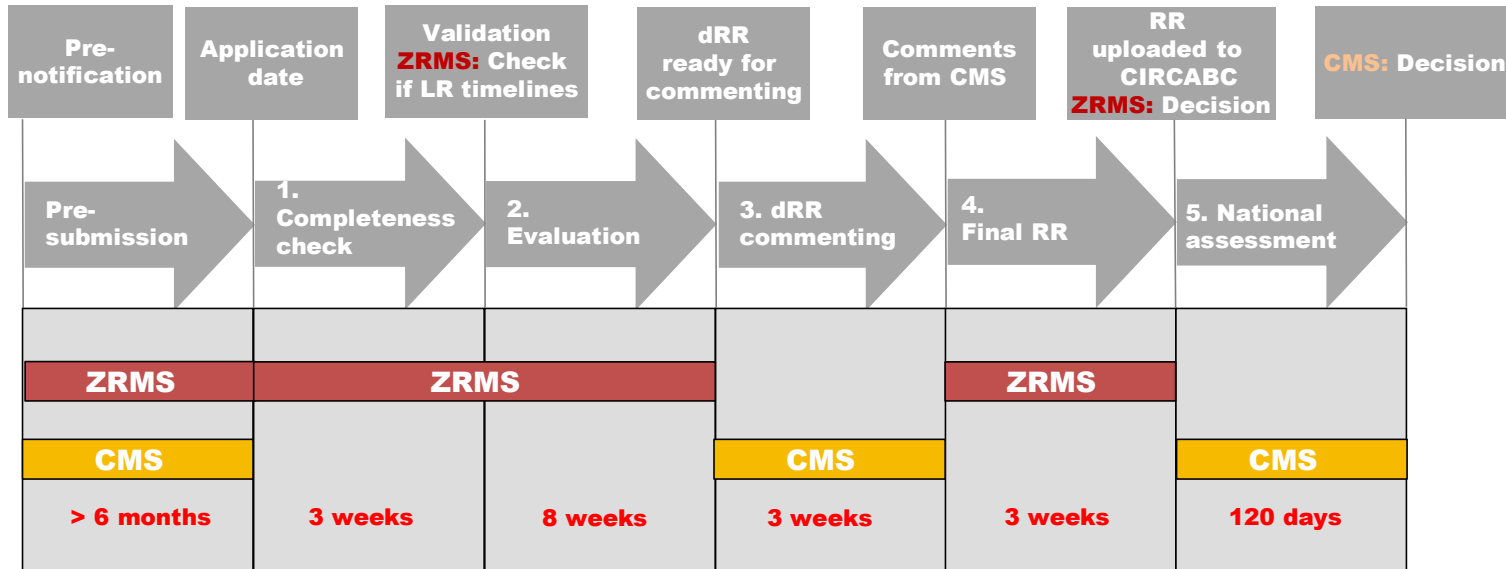 Pre-
notification
Application
date
Validation
ZRMS: Check
if LR timelines
dRR
ready for
commenting
Comments
from CMS
RR
uploaded to
CIRCABC
ZRMS: Decision
CMS: Decision
Pre-
submission
1.
Completeness
check
2.
Evaluation
3. dRR
commenting
4.
Final RR
5. National
assessment
ZRMS
ZRMS
ZRMS
CMS
CMS
CMS
> 6 months
3 weeks
8 weeks
3 weeks
3 weeks
120 days